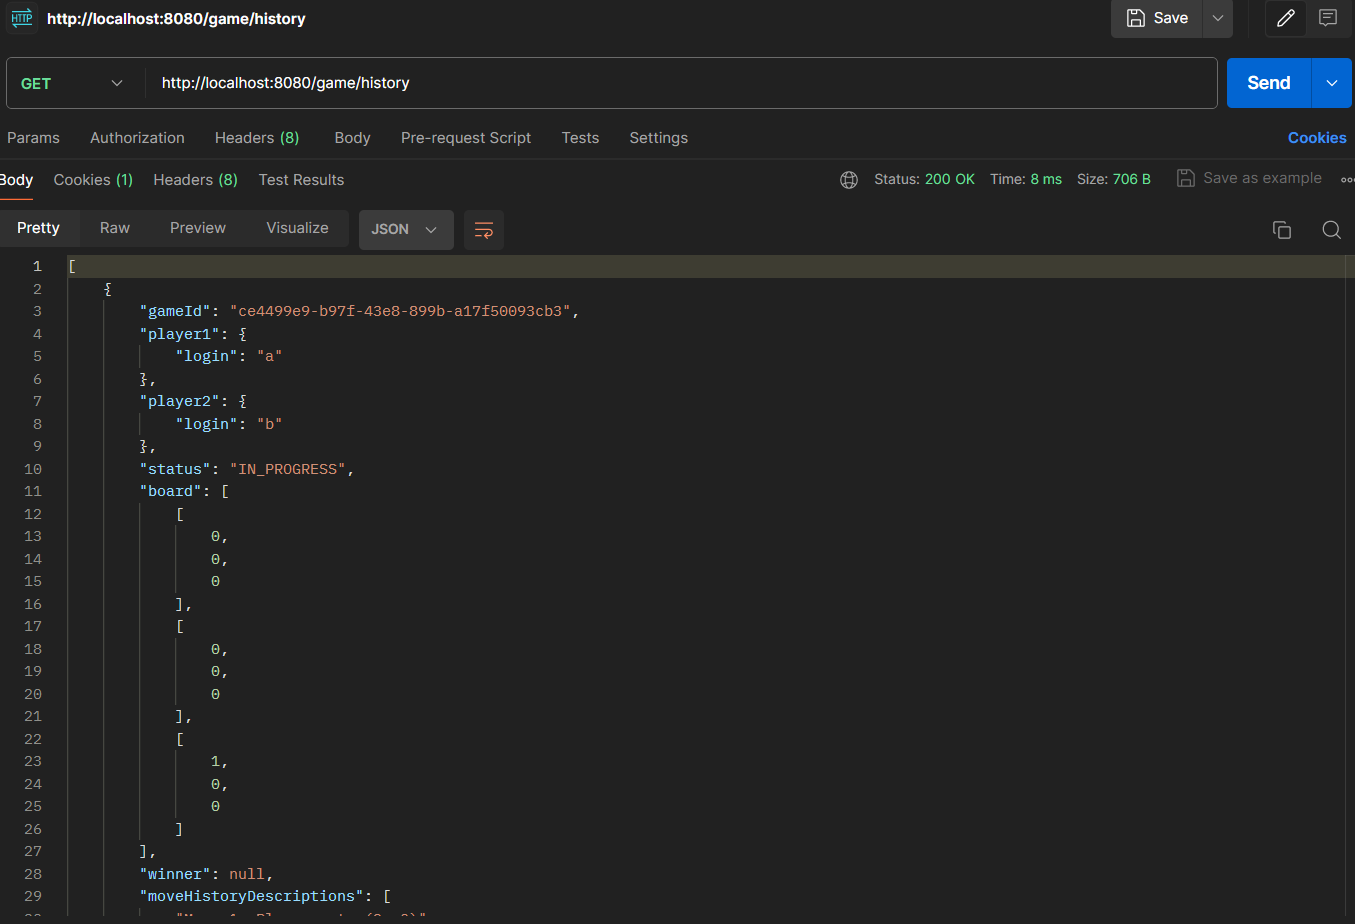 HTTP http://localhost:8080/game/history Save
GET http://localhost:8080/game/history Send
Params Authorization Headers (8) Body Pre-request Script Tests Settings Cookies
Body Cookies (1) Headers (8) Test Results Status: 200 OK Time: 8 ms Size: 706 B Save as example
Pretty Raw Preview Visualize JSON
1 [
2 {
3 "gameId": "ce4499e9-b97f-43e8-899b-a17f50093cb3",
4 "player1": {
5 "login": "a"
6 },
7 "player2": {
8 "login": "b"
9 },
10 "status": "IN_PROGRESS",
11 "board": [
12 [
13 0,
14 0,
15 0
16 ],
17 [
18 0,
19 0,
20 0
21 ],
22 [
23 1,
24 0,
25 0
26 ]
27 ],
28 "winner": null,
29 "moveHistoryDescriptions": [